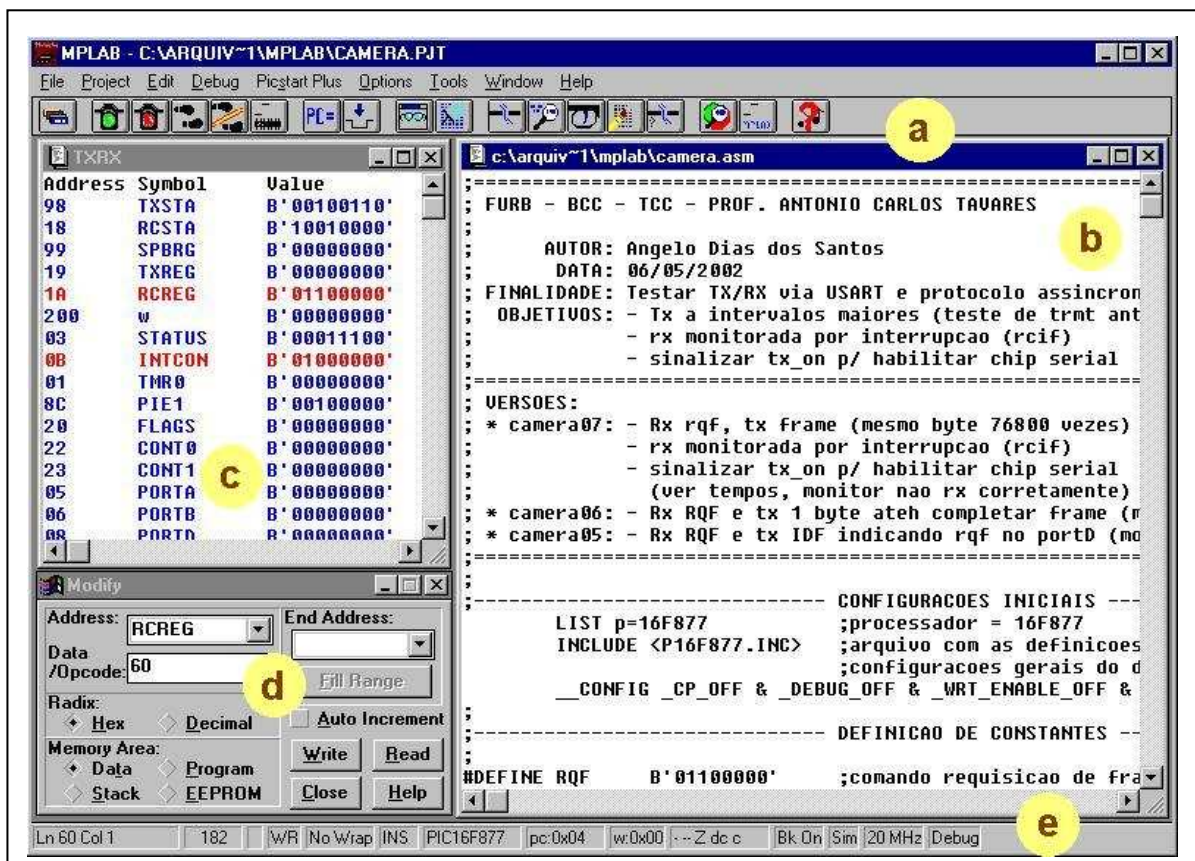 MPLAB - C:\ARQUIV~1\MPLAB\CAMERA.PJT
File Project Edit Debug Picstart Plus Options Tools Window Help
PC=
a
TXRX
Address Symbol Value
98 TXSTA B'00100110'
18 RCSTA B'10010000'
99 SPBRG B'00000000'
19 TXREG B'00000000'
1A RCREG B'01100000'
200 w B'00000000'
03 STATUS B'00011100'
0B INTCON B'01000000'
01 TMR0 B'00000000'
8C PIE1 B'00100000'
20 FLAGS B'00000000'
22 CONT0 B'00000000'
23 CONT1 B'00000000'
05 PORTA B'00000000'
06 PORTB B'00000000'
08 PORTD B'00000000'
c
Modify
Address: RCREG
End Address:
Data
/Opcode: 60
Fill Range
Radix:
Hex Decimal
Auto Increment
Memory Area:
Data Program
Stack EEPROM
Write Read
Close Help
d
c:\arquiv~1\mplab\camera.asm
;==========================================================
; FURB - BCC - TCC - PROF. ANTONIO CARLOS TAVARES
;
; AUTOR: Angelo Dias dos Santos
; DATA: 06/05/2002
; FINALIDADE: Testar TX/RX via USART e protocolo assincron
; OBJETIVOS: - Tx a intervalos maiores (teste de trmt ant
; - rx monitorada por interrupcao (rcif)
; - sinalizar tx_on p/ habilitar chip serial
;==========================================================
; VERSOES:
; * camera07: - Rx rqf, tx frame (mesmo byte 76800 vezes)
; - rx monitorada por interrupcao (rcif)
; - sinalizar tx_on p/ habilitar chip serial
; (ver tempos, monitor nao rx corretamente)
; * camera06: - Rx RQF e tx 1 byte ateh completar frame (m
; * camera05: - Rx RQF e tx IDF indicando rqf no portD (mo
;==========================================================
;
;------------------------------ CONFIGURACOES INICIAIS ---
LIST p=16F877 ;processador = 16F877
INCLUDE <P16F877.INC> ;arquivo com as definicoes
;configuracoes gerais do d
__CONFIG _CP_OFF & _DEBUG_OFF & _WRT_ENABLE_OFF &
;
;------------------------------ DEFINICAO DE CONSTANTES --
;
#DEFINE RQF B'01100000' ;comando requisicao de fra
b
Ln 60 Col 1 182 WR No Wrap INS PIC16F877 pc:0x04 w:0x00 ---Z dc c Bk On Sim 20 MHz Debug
e